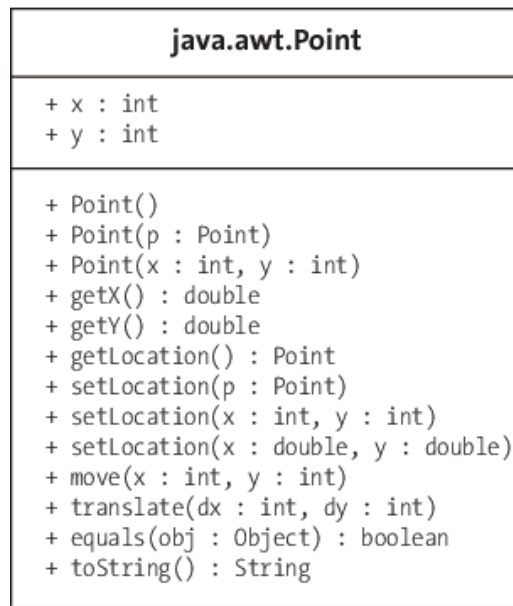 java.awt.Point
+ x : int
+ y : int
+ Point()
+ Point(p : Point)
+ Point(x : int, y : int)
+ getX() : double
+ getY() : double
+ getLocation() : Point
+ setLocation(p : Point)
+ setLocation(x : int, y : int)
+ setLocation(x : double, y : double)
+ move(x : int, y : int)
+ translate(dx : int, dy : int)
+ equals(obj : Object) : boolean
+ toString() : String